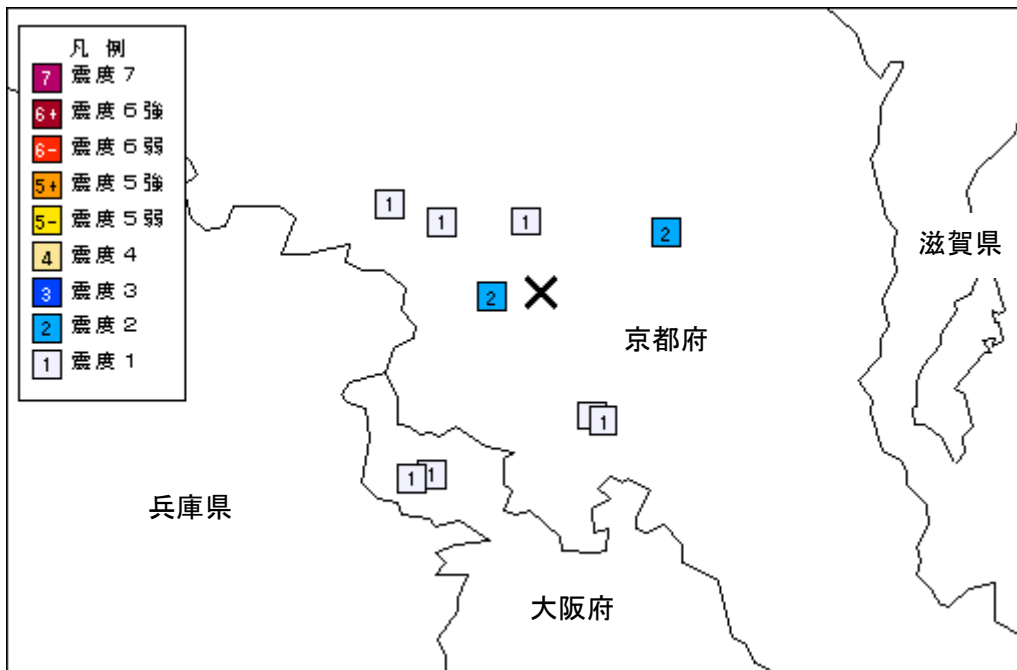 凡 例
7 震度7
6+ 震度6強
6- 震度6弱
5+ 震度5強
5- 震度5弱
4 震度4
3 震度3
2 震度2
1 震度1
1
1
1
2
滋賀県
2
京都府
1
1
1
兵庫県
大阪府